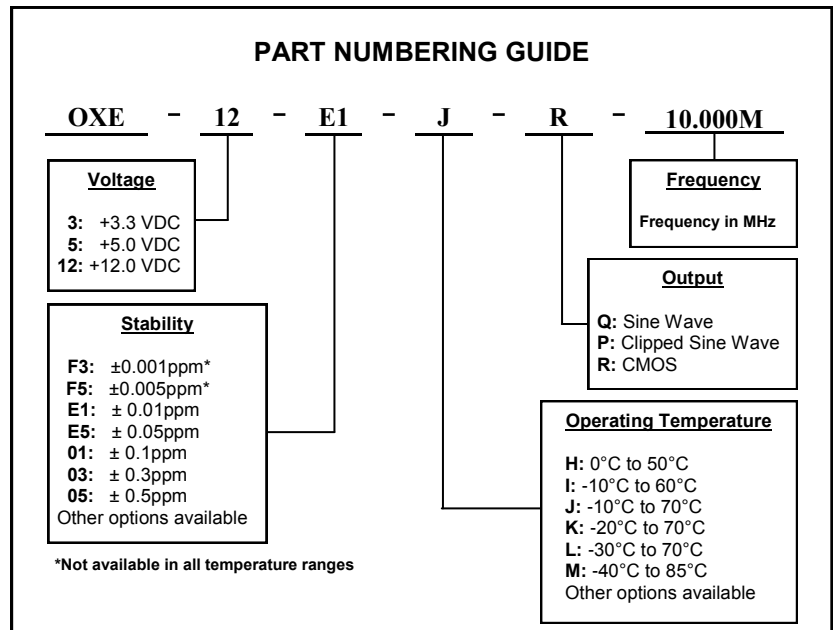 PART NUMBERING GUIDE
OXE - 12 - E1 - J - R - 10.000M
Voltage
3: +3.3 VDC
5: +5.0 VDC
12: +12.0 VDC
Frequency
Frequency in MHz
Output
Q: Sine Wave
P: Clipped Sine Wave
R: CMOS
Stability
F3: ±0.001ppm*
F5: ±0.005ppm*
E1: ± 0.01ppm
E5: ± 0.05ppm
01: ± 0.1ppm
03: ± 0.3ppm
05: ± 0.5ppm
Other options available
*Not available in all temperature ranges
Operating Temperature
H: 0°C to 50°C
I: -10°C to 60°C
J: -10°C to 70°C
K: -20°C to 70°C
L: -30°C to 70°C
M: -40°C to 85°C
Other options available